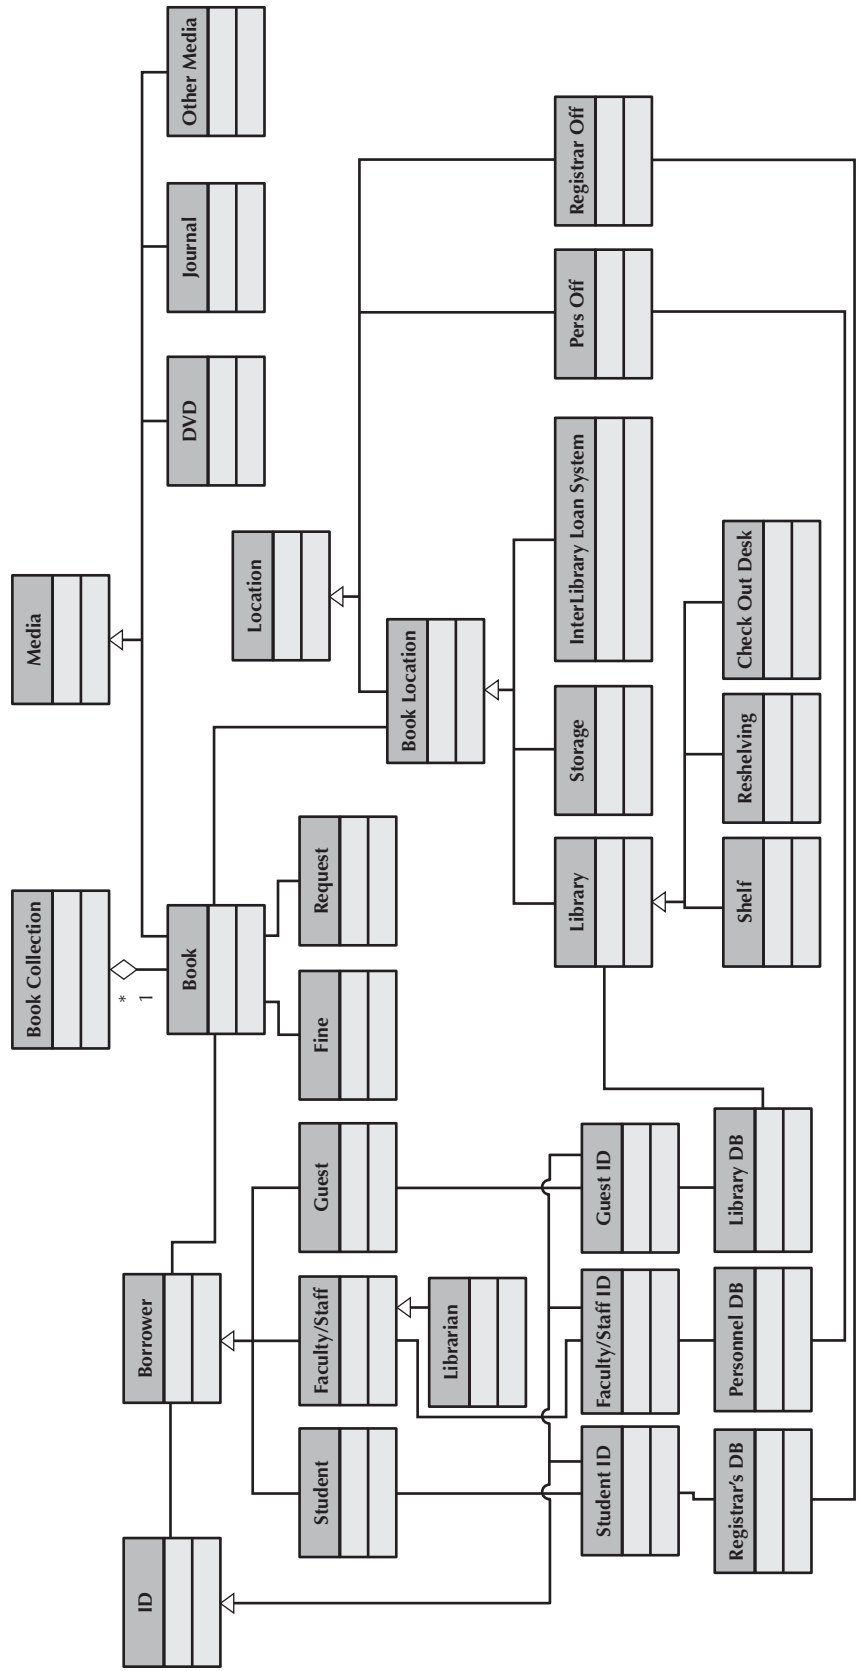 ID
Borrower
Book Collection
Media
*
1
Book
DVD
Journal
Other Media
Location
Student
Faculty/Staff
Guest
Fine
Request
Book Location
Librarian
Library
Storage
InterLibrary Loan System
Pers Off
Registrar Off
Student ID
Faculty/Staff ID
Guest ID
Registrar's DB
Personnel DB
Library DB
Shelf
Reshelving
Check Out Desk